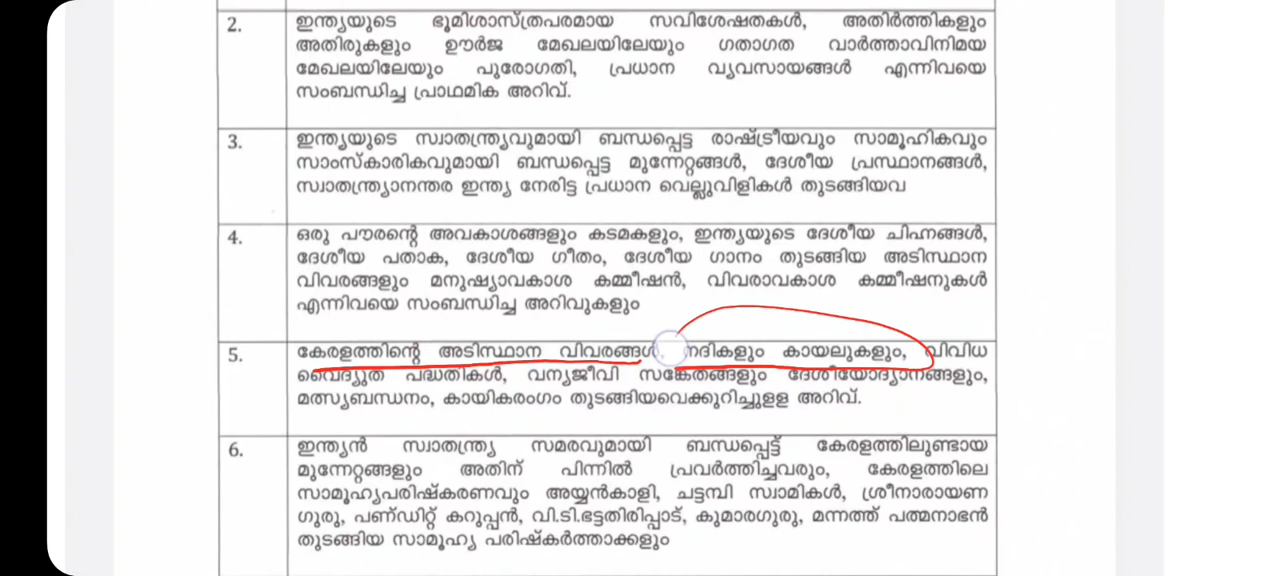 2. ഇന്ത്യയുടെ ഭൂമിശാസ്ത്രപരമായ സവിശേഷതകൾ, അതിർത്തികളും
അതിരുകളും ഊർജ മേഖലയിലേയും ഗതാഗത വാർത്താവിനിമയ
മേഖലയിലേയും പുരോഗതി, പ്രധാന വ്യവസായങ്ങൾ എന്നിവയെ
സംബന്ധിച്ച പ്രാഥമിക അറിവ്.
3. ഇന്ത്യയുടെ സ്വാതന്ത്ര്യവുമായി ബന്ധപ്പെട്ട രാഷ്ട്രീയവും സാമൂഹികവും
സാംസ്കാരികവുമായി ബന്ധപ്പെട്ട മുന്നേറ്റങ്ങൾ, ദേശീയ പ്രസ്ഥാനങ്ങൾ,
സ്വാതന്ത്ര്യാനന്തര ഇന്ത്യ നേരിട്ട പ്രധാന വെല്ലുവിളികൾ തുടങ്ങിയവ
4. ഒരു പൗരന്റെ അവകാശങ്ങളും കടമകളും, ഇന്ത്യയുടെ ദേശീയ ചിഹ്നങ്ങൾ,
ദേശീയ പതാക, ദേശീയ ഗീതം, ദേശീയ ഗാനം തുടങ്ങിയ അടിസ്ഥാന
വിവരങ്ങളും മനുഷ്യാവകാശ കമ്മീഷൻ, വിവരാവകാശ കമ്മീഷനുകൾ
എന്നിവയെ സംബന്ധിച്ച അറിവുകളും
5. കേരളത്തിന്റെ അടിസ്ഥാന വിവരങ്ങൾ, നദികളും കായലുകളും, വിവിധ
വൈദ്യുത പദ്ധതികൾ, വന്യജീവി സങ്കേതങ്ങളും ദേശീയോദ്യാനങ്ങളും,
മത്സ്യബന്ധനം, കായികരംഗം തുടങ്ങിയവെക്കുറിച്ചുളള അറിവ്.
6. ഇന്ത്യൻ സ്വാതന്ത്ര്യ സമരവുമായി ബന്ധപ്പെട്ട് കേരളത്തിലുണ്ടായ
മുന്നേറ്റങ്ങളും അതിന് പിന്നിൽ പ്രവർത്തിച്ചവരും, കേരളത്തിലെ
സാമൂഹ്യപരിഷ്കരണവും അയ്യൻകാളി, ചട്ടമ്പി സ്വാമികൾ, ശ്രീനാരായണ
ഗുരു, പണ്ഡിറ്റ് കറുപ്പൻ, വി.ടി.ഭട്ടതിരിപ്പാട്, കുമാരഗുരു, മന്നത്ത് പത്മനാഭൻ
തുടങ്ങിയ സാമൂഹ്യ പരിഷ്കർത്താക്കളും